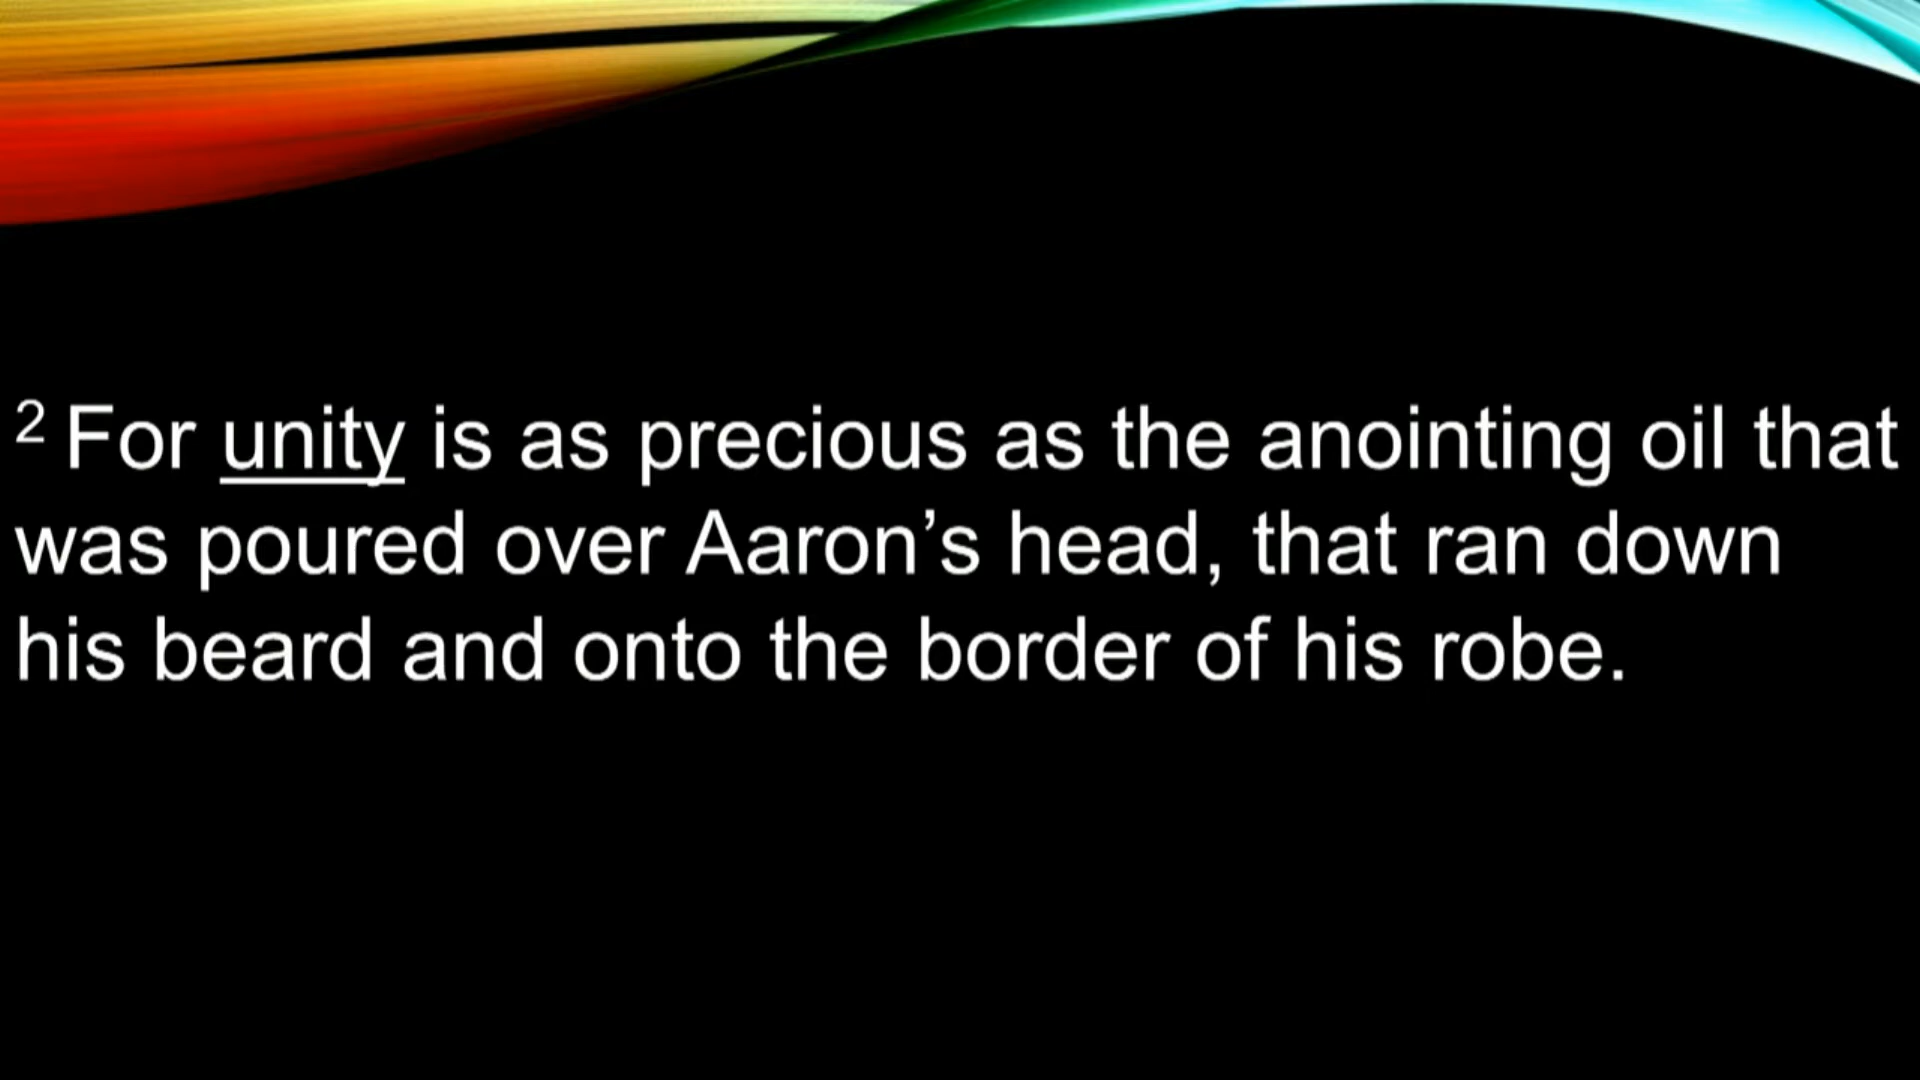 2 For unity is as precious as the anointing oil that
was poured over Aaron’s head, that ran down
his beard and onto the border of his robe.